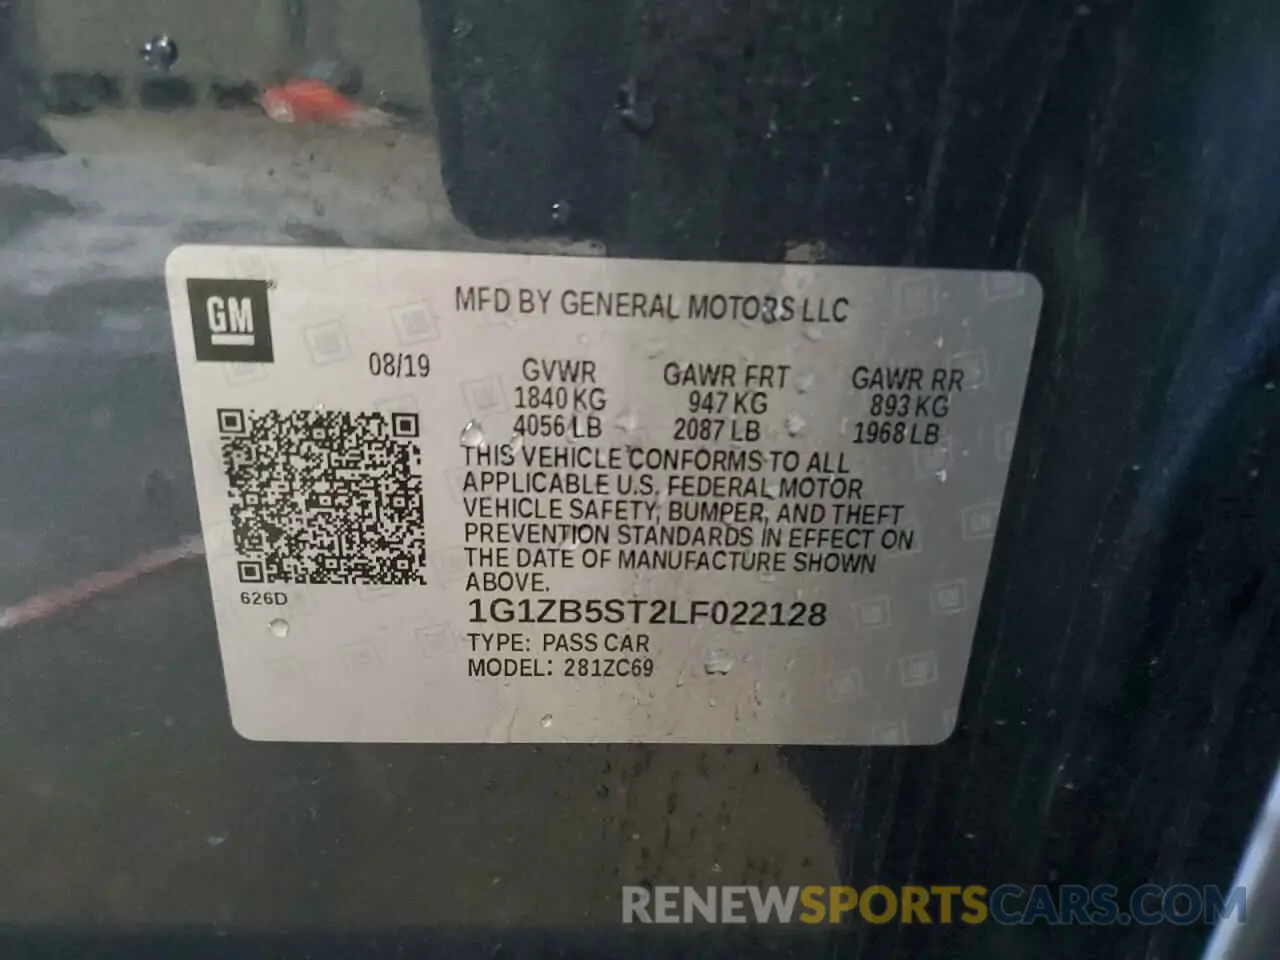 GM
MFD BY GENERAL MOTORS LLC
08/19
GVWR GAWR FRT GAWR RR
1840 KG 947 KG 893 KG
4056 LB 2087 LB 1968 LB
THIS VEHICLE CONFORMS TO ALL
APPLICABLE U.S. FEDERAL MOTOR
VEHICLE SAFETY, BUMPER, AND THEFT
PREVENTION STANDARDS IN EFFECT ON
THE DATE OF MANUFACTURE SHOWN
ABOVE.
626D
1G1ZB5ST2LF022128
TYPE: PASS CAR
MODEL: 281ZC69
RENEWSPORTSCARS.COM